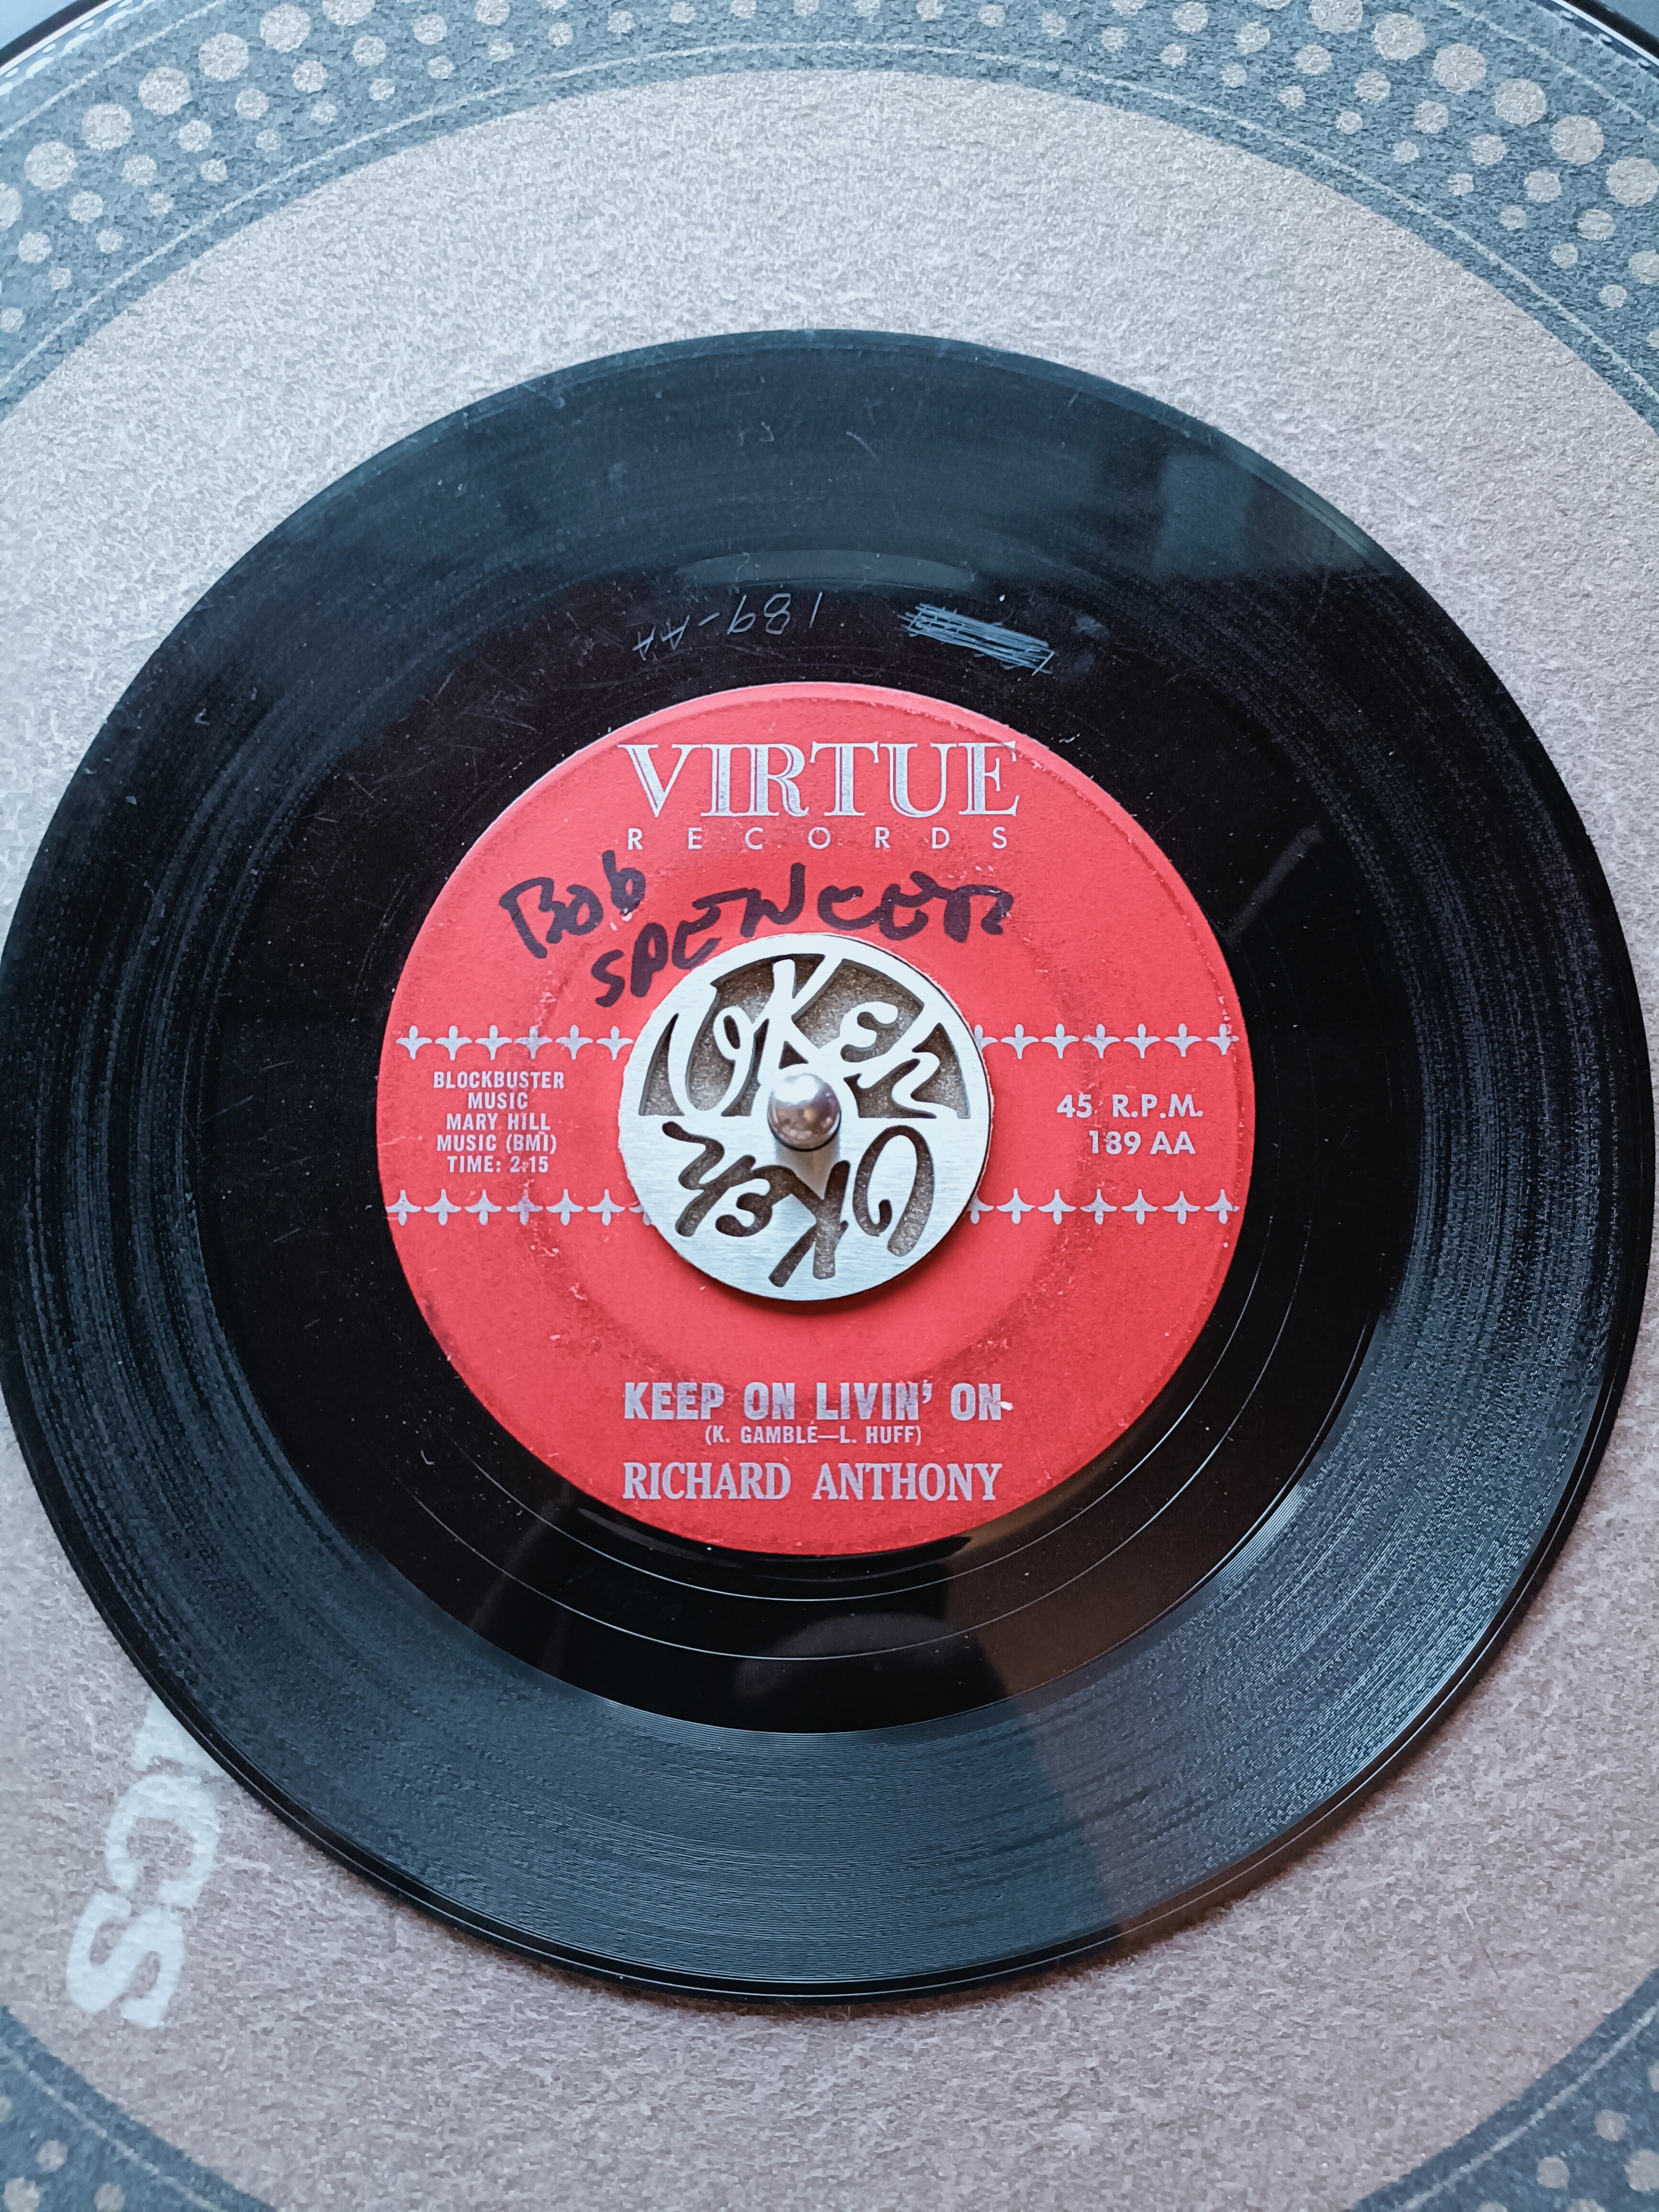 189-AA
VIRTUE
RECORDS
Bob
SPENCER
OKeh
OKeh
BLOCKBUSTER
MUSIC
MARY HILL
MUSIC (BMI)
TIME: 2:15
45 R.P.M.
189 AA
KEEP ON LIVIN' ON
(K. GAMBLE—L. HUFF)
RICHARD ANTHONY
ICS